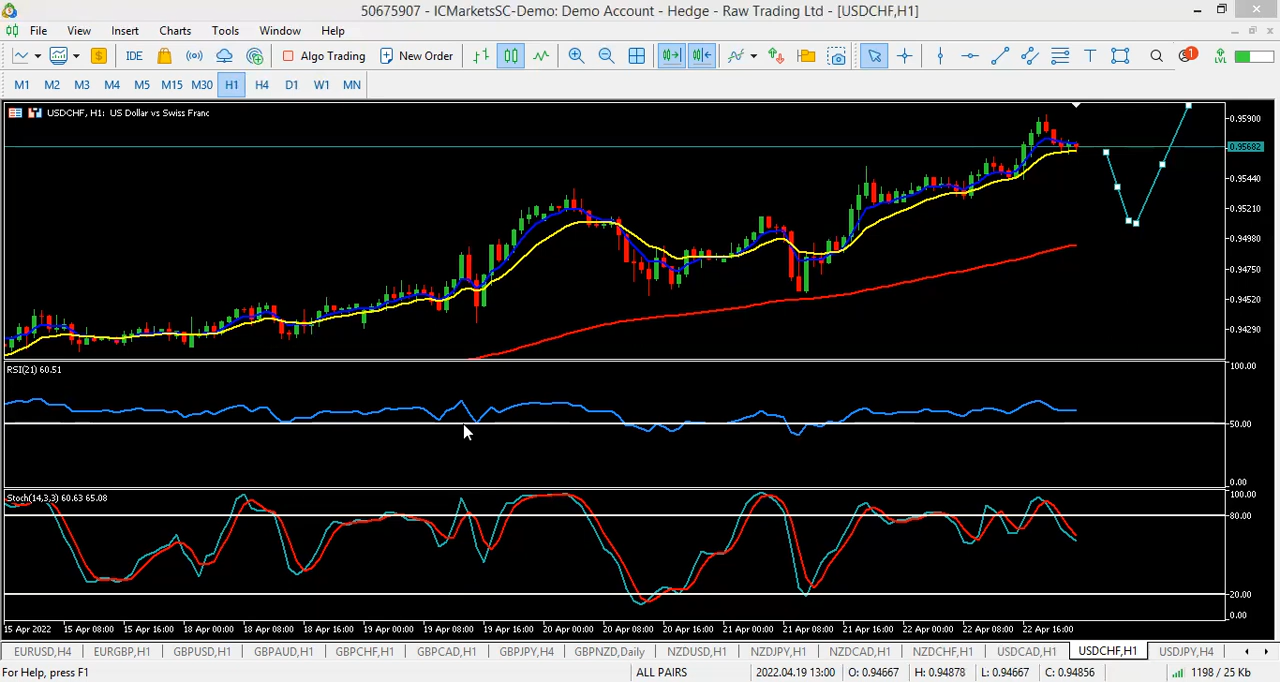 50675907 - ICMarketsSC-Demo: Demo Account - Hedge - Raw Trading Ltd - [USDCHF,H1]
File View Insert Charts Tools Window Help
IDE Algo Trading New Order 1 LVL
M1 M2 M3 M4 M5 M15 M30 H1 H4 D1 W1 MN
USDCHF, H1: US Dollar vs Swiss Franc
0.95900
0.95682
0.95440
0.95210
0.94980
0.94750
0.94520
0.94290
RSI(21) 60.51
100.00
50.00
0.00
Stoch(14,3,3) 60.63 65.08
100.00
80.00
20.00
0.00
15 Apr 2022 15 Apr 08:00 15 Apr 16:00 18 Apr 00:00 18 Apr 08:00 18 Apr 16:00 19 Apr 00:00 19 Apr 08:00 19 Apr 16:00 20 Apr 00:00 20 Apr 08:00 20 Apr 16:00 21 Apr 00:00 21 Apr 08:00 21 Apr 16:00 22 Apr 00:00 22 Apr 08:00 22 Apr 16:00
EURUSD,H4 EURGBP,H1 GBPUSD,H1 GBPAUD,H1 GBPCHF,H1 GBPCAD,H1 GBPJPY,H4 GBPNZD,Daily NZDUSD,H1 NZDJPY,H1 NZDCAD,H1 NZDCHF,H1 USDCAD,H1 USDCHF,H1 USDJPY,H4
For Help, press F1 ALL PAIRS 2022.04.19 13:00 O: 0.94667 H: 0.94878 L: 0.94667 C: 0.94856 1198 / 25 Kb